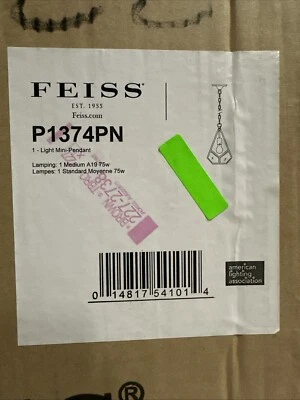 FEISS
EST. 1955
Feiss.com
P1374PN
1 - Light Mini-Pendant
Lamping: 1 Medium A19 75w
Lampes: 1 Standard Moyenne 75w
american
lighting
association
0 14817 54101 4